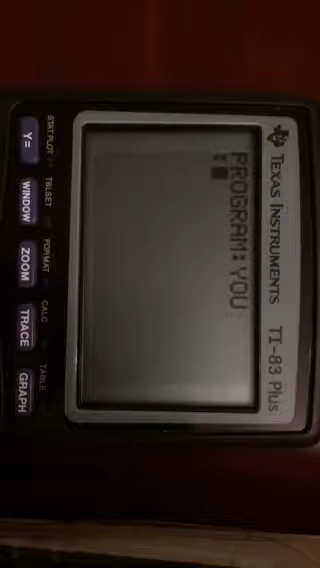 TEXAS INSTRUMENTS TI-83 Plus
PROGRAM:YOU
:
STAT PLOT TBLSET FORMAT CALC TABLE
Y= WINDOW ZOOM TRACE GRAPH